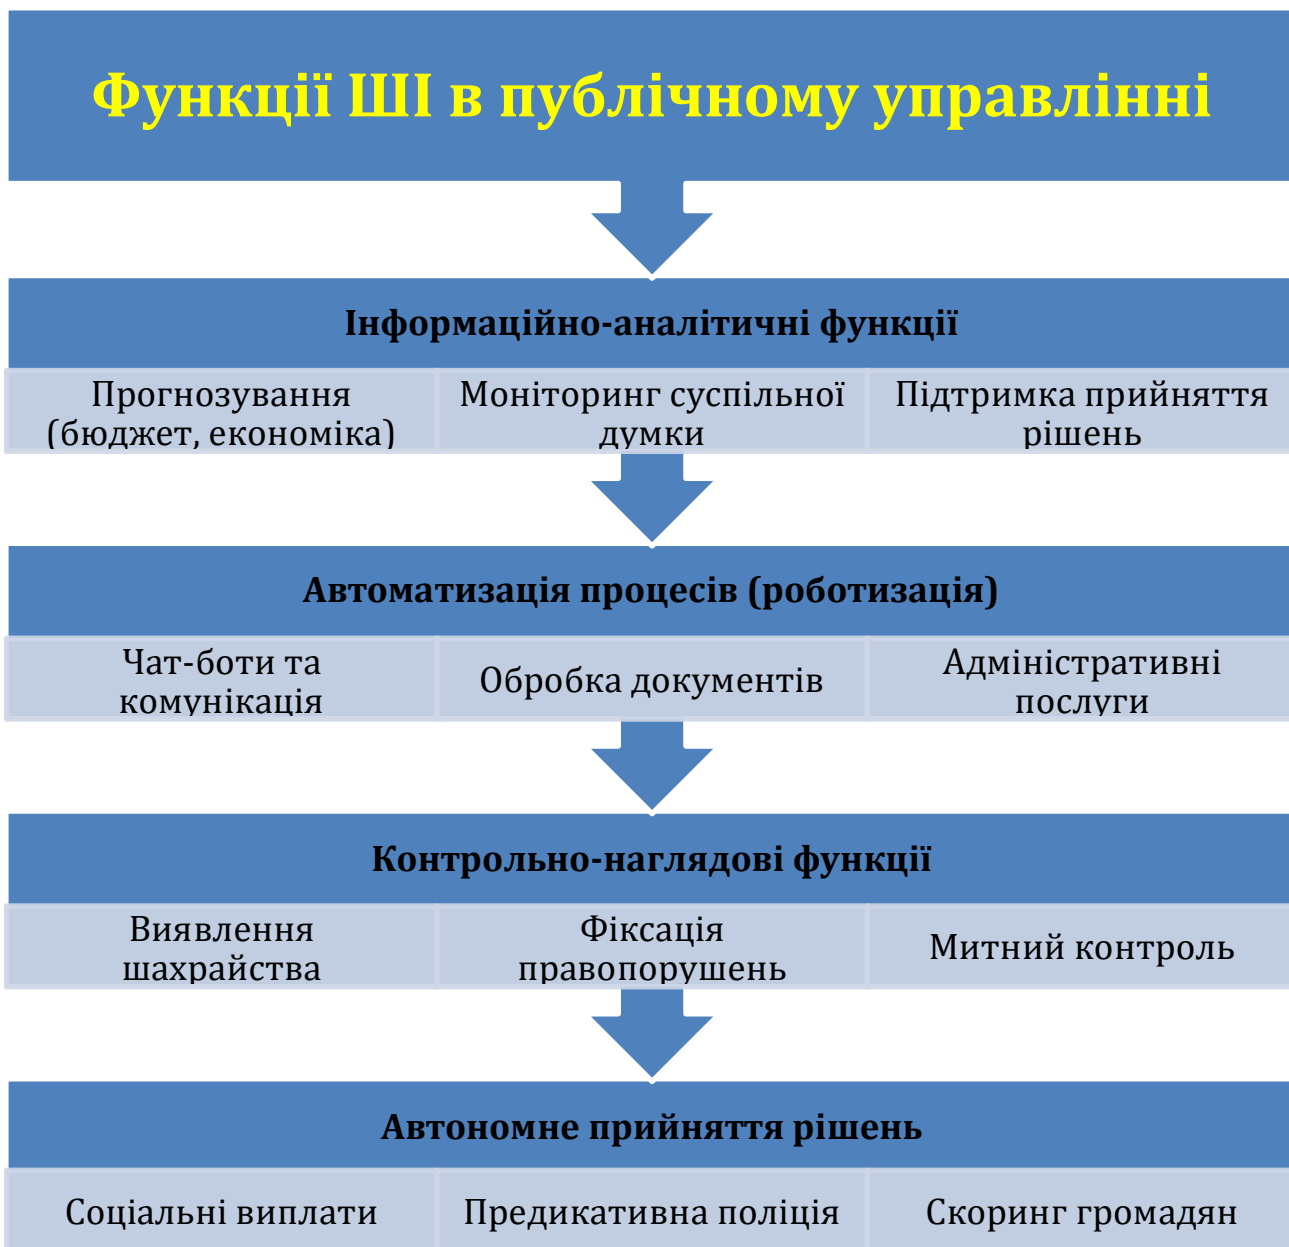 Функції ШІ в публічному управлінні
Інформаційно-аналітичні функції
Прогнозування
(бюджет, економіка)
Моніторинг суспільної
думки
Підтримка прийняття
рішень
Автоматизація процесів (роботизація)
Чат-боти та
комунікація
Обробка документів
Адміністративні
послуги
Контрольно-наглядові функції
Виявлення
шахрайства
Фіксація
правопорушень
Митний контроль
Автономне прийняття рішень
Соціальні виплати
Предикативна поліція
Скоринг громадян